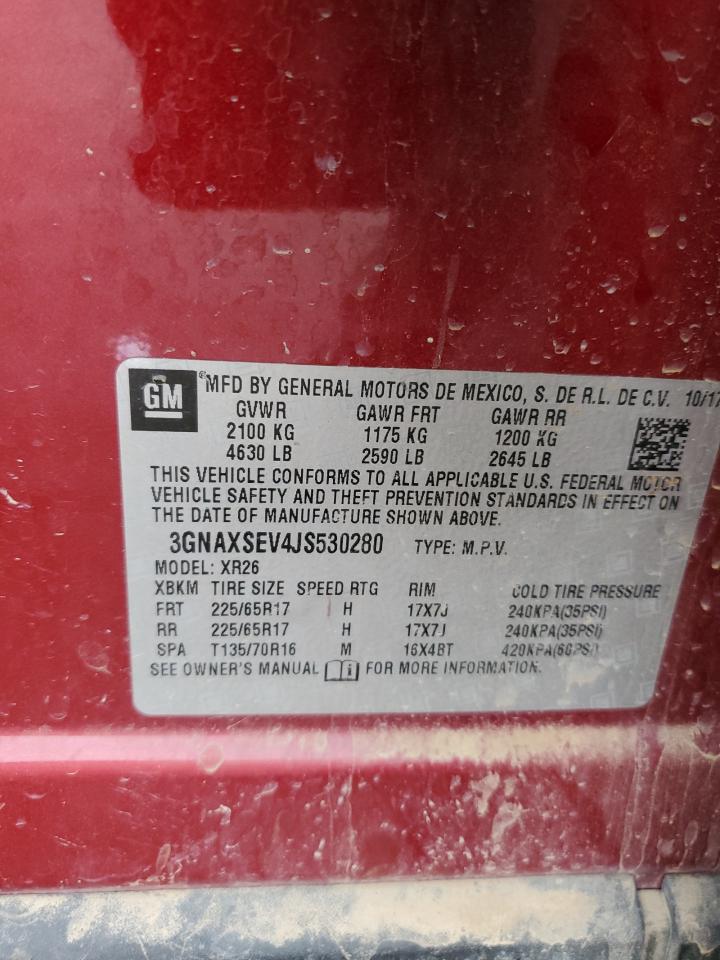 GM ® MFD BY GENERAL MOTORS DE MEXICO, S. DE R.L. DE C.V. 10/17
GVWR GAWR FRT GAWR RR
2100 KG 1175 KG 1200 KG
4630 LB 2590 LB 2645 LB
THIS VEHICLE CONFORMS TO ALL APPLICABLE U.S. FEDERAL MOTOR
VEHICLE SAFETY AND THEFT PREVENTION STANDARDS IN EFFECT ON
THE DATE OF MANUFACTURE SHOWN ABOVE.
3GNAXSEV4JS530280 TYPE: M.P.V.
MODEL: XR26
XBKM TIRE SIZE SPEED RTG RIM COLD TIRE PRESSURE
FRT 225/65R17 H 17X7J 240KPA(35PSI)
RR 225/65R17 H 17X7J 240KPA(35PSI)
SPA T135/70R16 M 16X4BT 420KPA(60PSI)
SEE OWNER'S MANUAL FOR MORE INFORMATION.